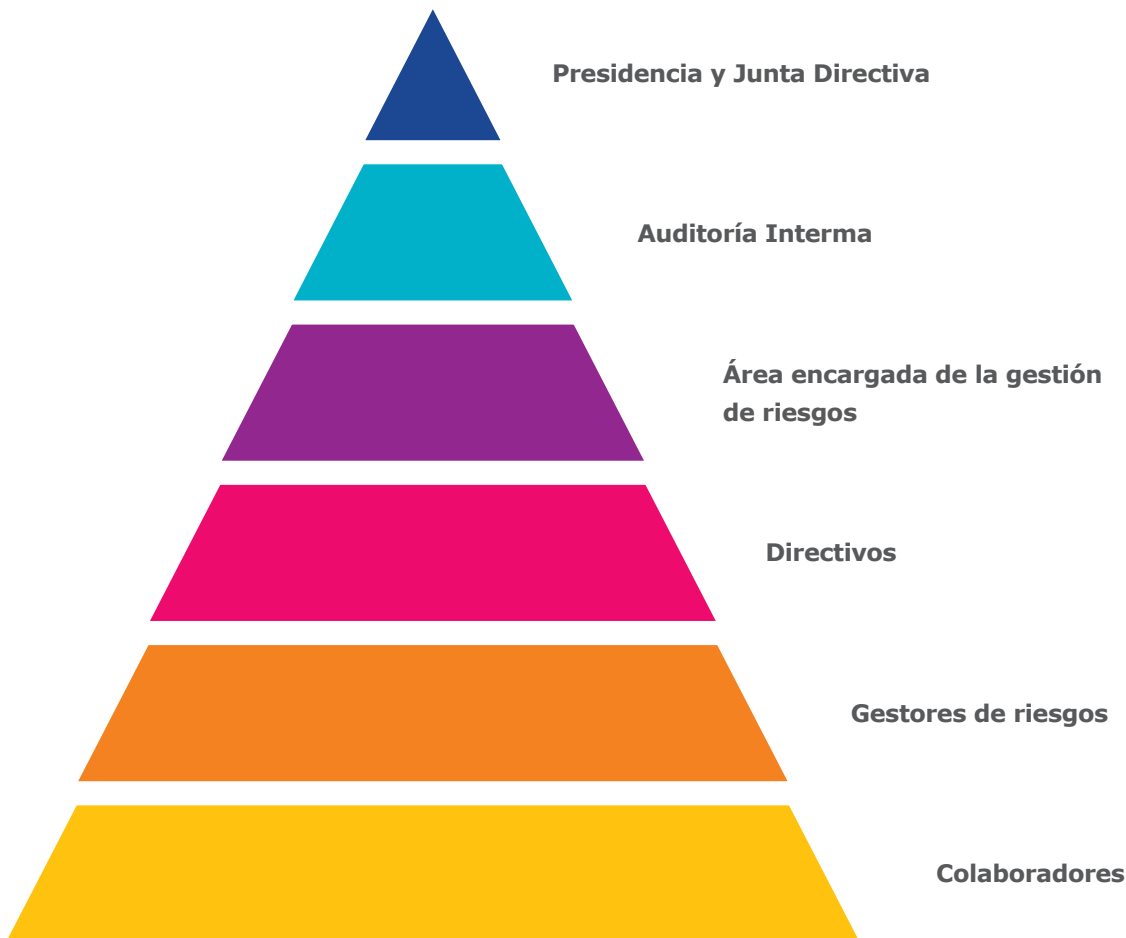 Presidencia y Junta Directiva
Auditoría Interma
Área encargada de la gestión
de riesgos
Directivos
Gestores de riesgos
Colaboradores